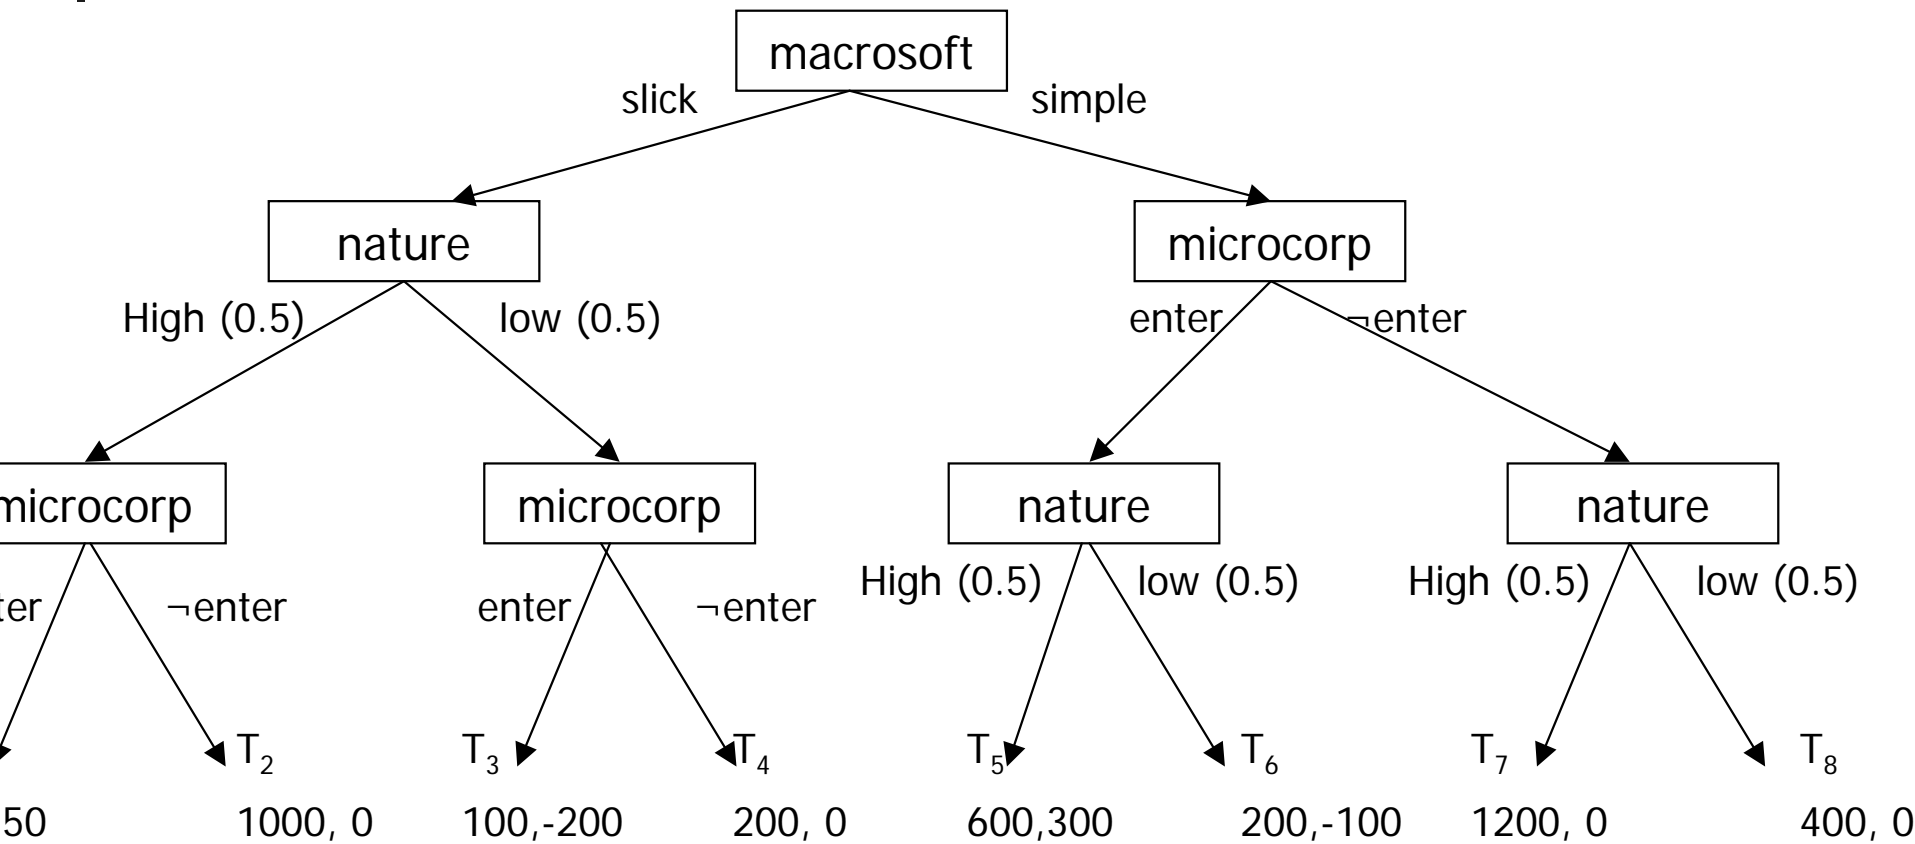 macrosoft
slick simple
nature microcorp
High (0.5) low (0.5) enter ¬enter
microcorp microcorp nature nature
High (0.5) low (0.5) High (0.5) low (0.5)
ter ¬enter enter ¬enter
T2 T3 T4 T5 T6 T7 T8
50 1000, 0 100,-200 200, 0 600,300 200,-100 1200, 0 400, 0